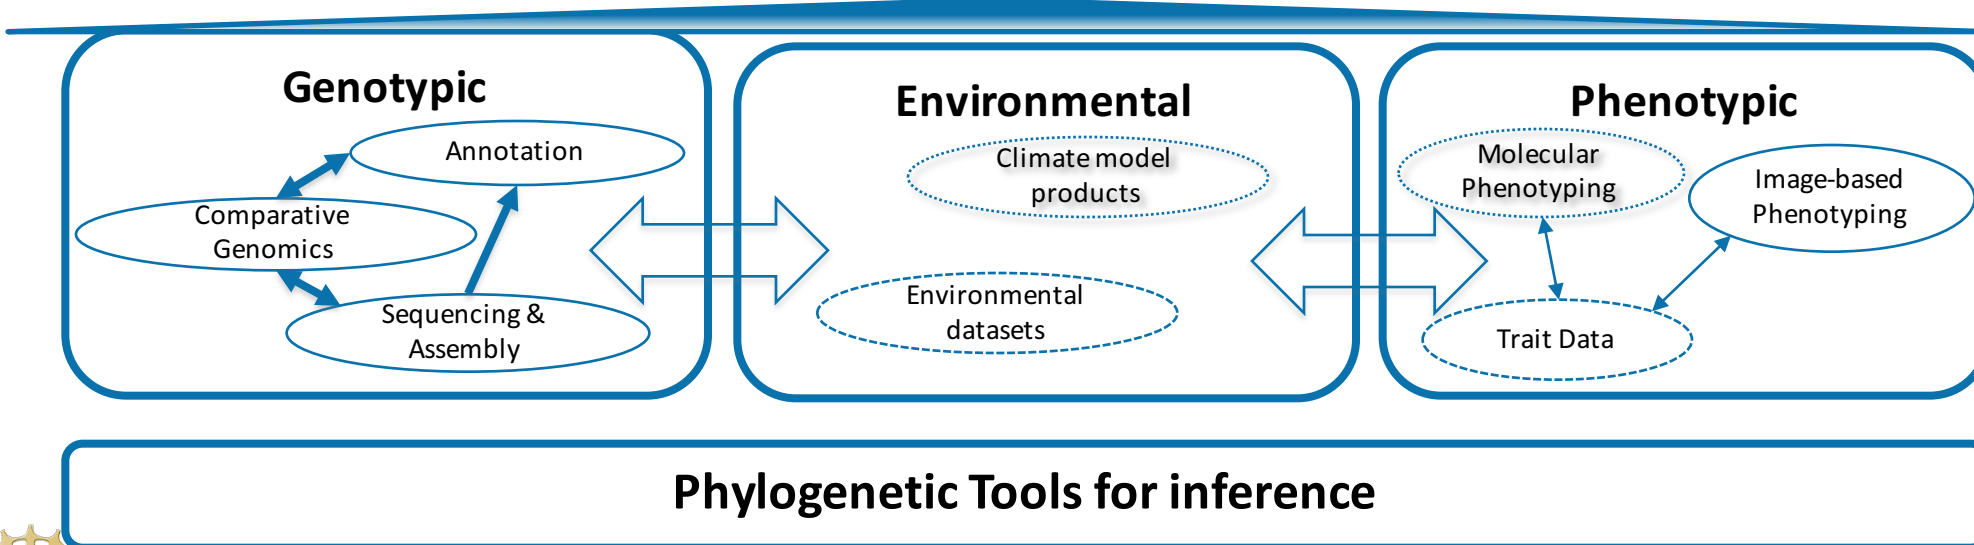 Genotypic
Annotation
Comparative
Genomics
Sequencing &
Assembly
Environmental
Climate model
products
Environmental
datasets
Phenotypic
Molecular
Phenotyping
Image-based
Phenotyping
Trait Data
Phylogenetic Tools for inference